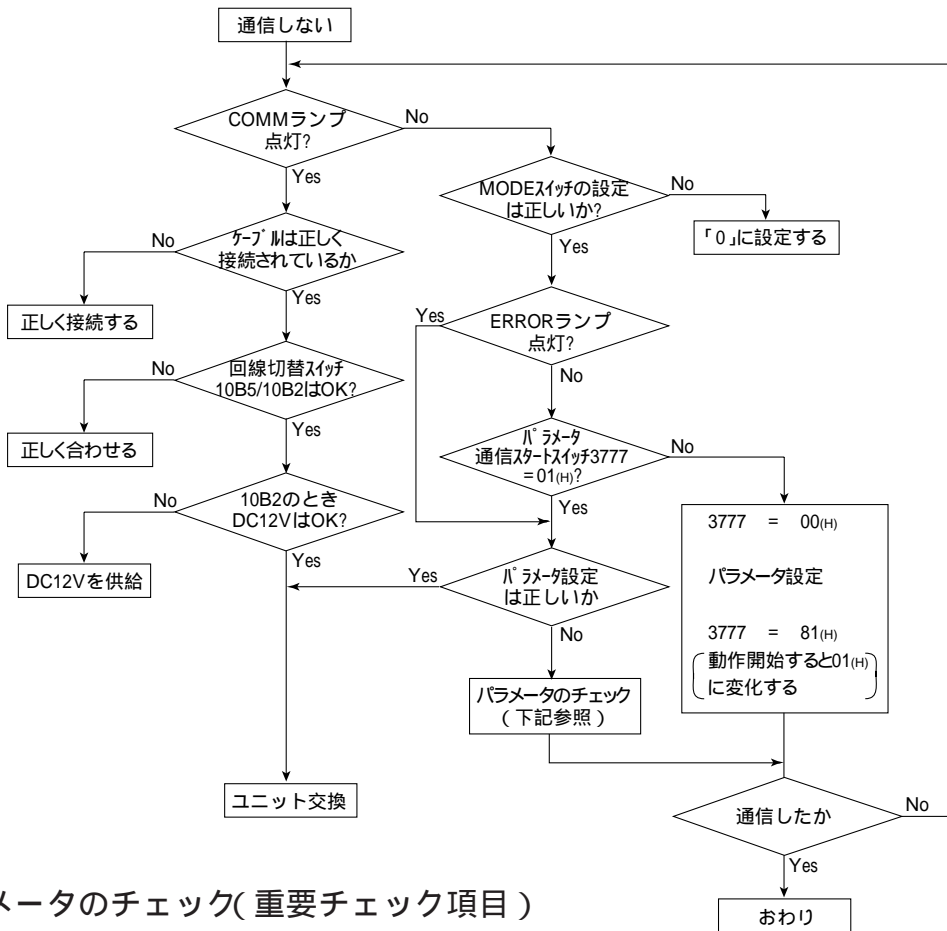 通信しない
COMMランプ
点灯?
No
Yes
MODEスイッチの設定
は正しいか?
No
Yes
「0」に設定する
ケーブルは正しく
接続されているか
No
Yes
正しく接続する
ERRORランプ
点灯?
Yes
No
回線切替スイッチ
10B5/10B2はOK?
No
Yes
正しく合わせる
パラメータ
通信スタートスイッチ3777
=01(H)?
No
Yes
10B2のとき
DC12VはOK?
No
Yes
DC12Vを供給
3777 = 00(H)
パラメータ設定
3777 = 81(H)
動作開始すると01(H)
に変化する
パラメータ設定
は正しいか
Yes
No
パラメータのチェック
(下記参照)
ユニット交換
通信したか
No
Yes
おわり
メータのチェック(重要チェック項目)